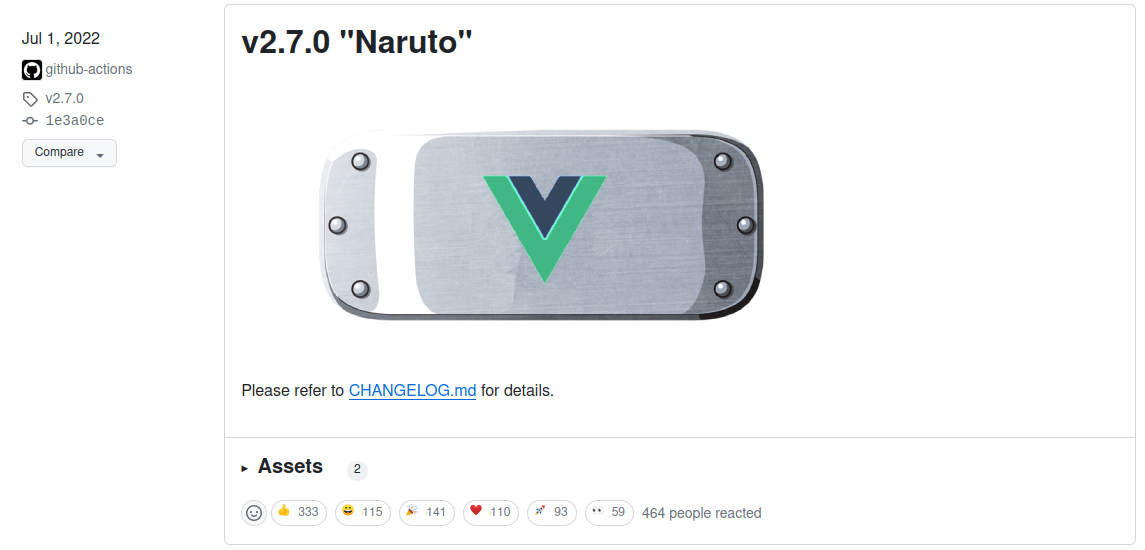 Jul 1, 2022
github-actions
v2.7.0
1e3a0ce
Compare
v2.7.0 "Naruto"
Please refer to CHANGELOG.md for details.
Assets 2
333 115 141 110 93 59 464 people reacted